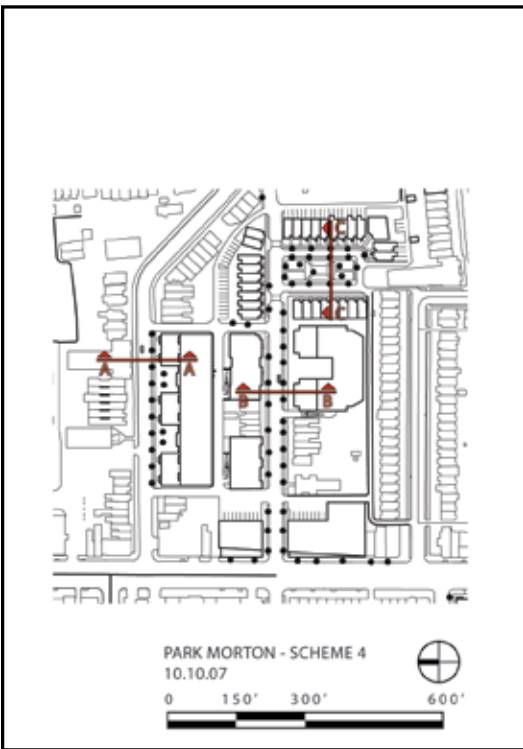 C
C
A A
B B
PARK MORTON - SCHEME 4
10.10.07
0 150' 300' 600'